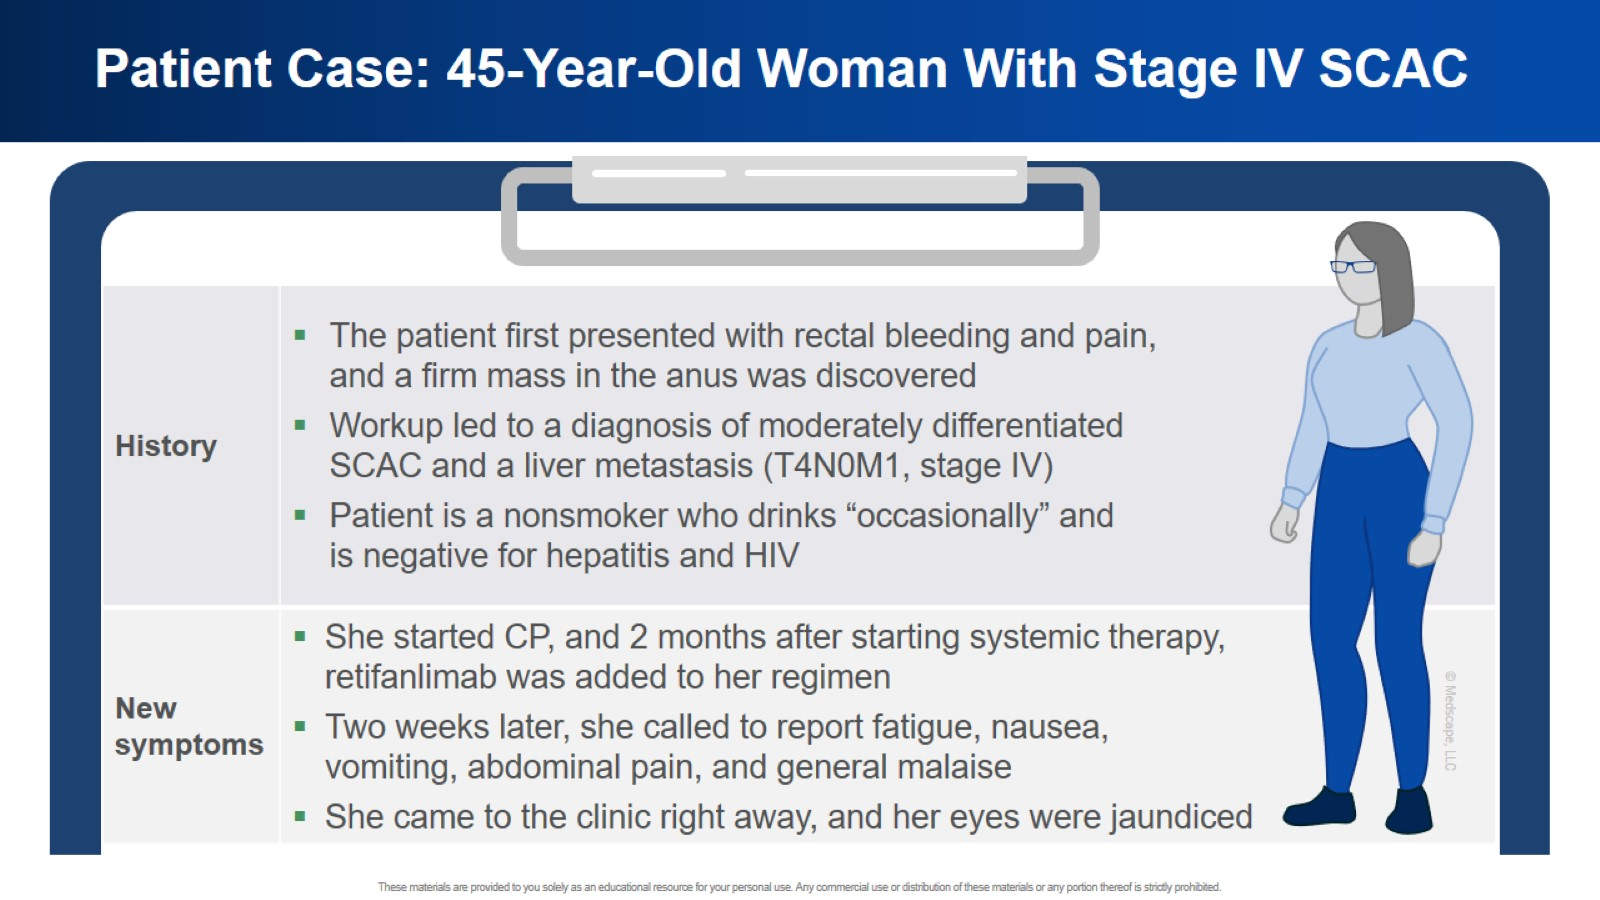 Patient Case: 45-Year-Old Woman With Stage IV SCAC
History
The patient first presented with rectal bleeding and pain,
and a firm mass in the anus was discovered
Workup led to a diagnosis of moderately differentiated
SCAC and a liver metastasis (T4N0M1, stage IV)
Patient is a nonsmoker who drinks “occasionally” and
is negative for hepatitis and HIV
New
symptoms
She started CP, and 2 months after starting systemic therapy,
retifanlimab was added to her regimen
Two weeks later, she called to report fatigue, nausea,
vomiting, abdominal pain, and general malaise
She came to the clinic right away, and her eyes were jaundiced
© Medscape, LLC
These materials are provided to you solely as an educational resource for your personal use. Any commercial use or distribution of these materials or any portion thereof is strictly prohibited.